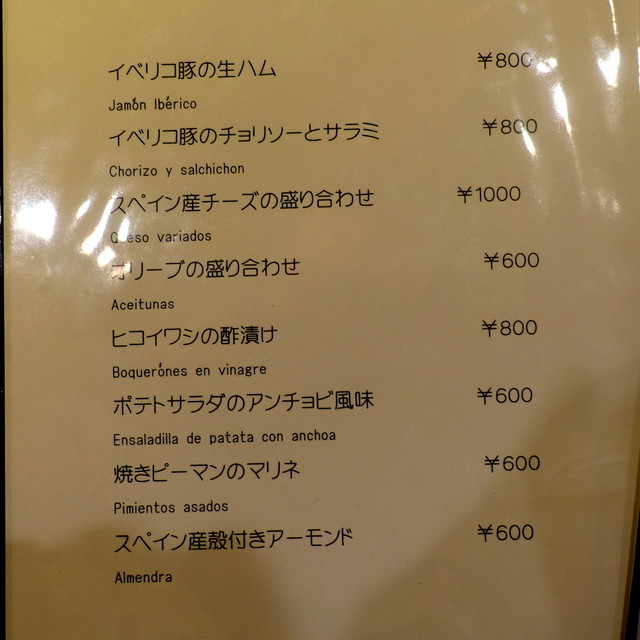 イベリコ豚の生ハム ￥800
Jamón Ibérico
イベリコ豚のチョリソーとサラミ ￥800
Chorizo y salchichon
スペイン産チーズの盛り合わせ ￥1000
Queso variados
オリーブの盛り合わせ ￥600
Aceitunas
ヒコイワシの酢漬け ￥800
Boquerónes en vinagre
ポテトサラダのアンチョビ風味 ￥600
Ensaladilla de patata con anchoa
焼きピーマンのマリネ ￥600
Pimientos asados
スペイン産殻付きアーモンド ￥600
Almendra